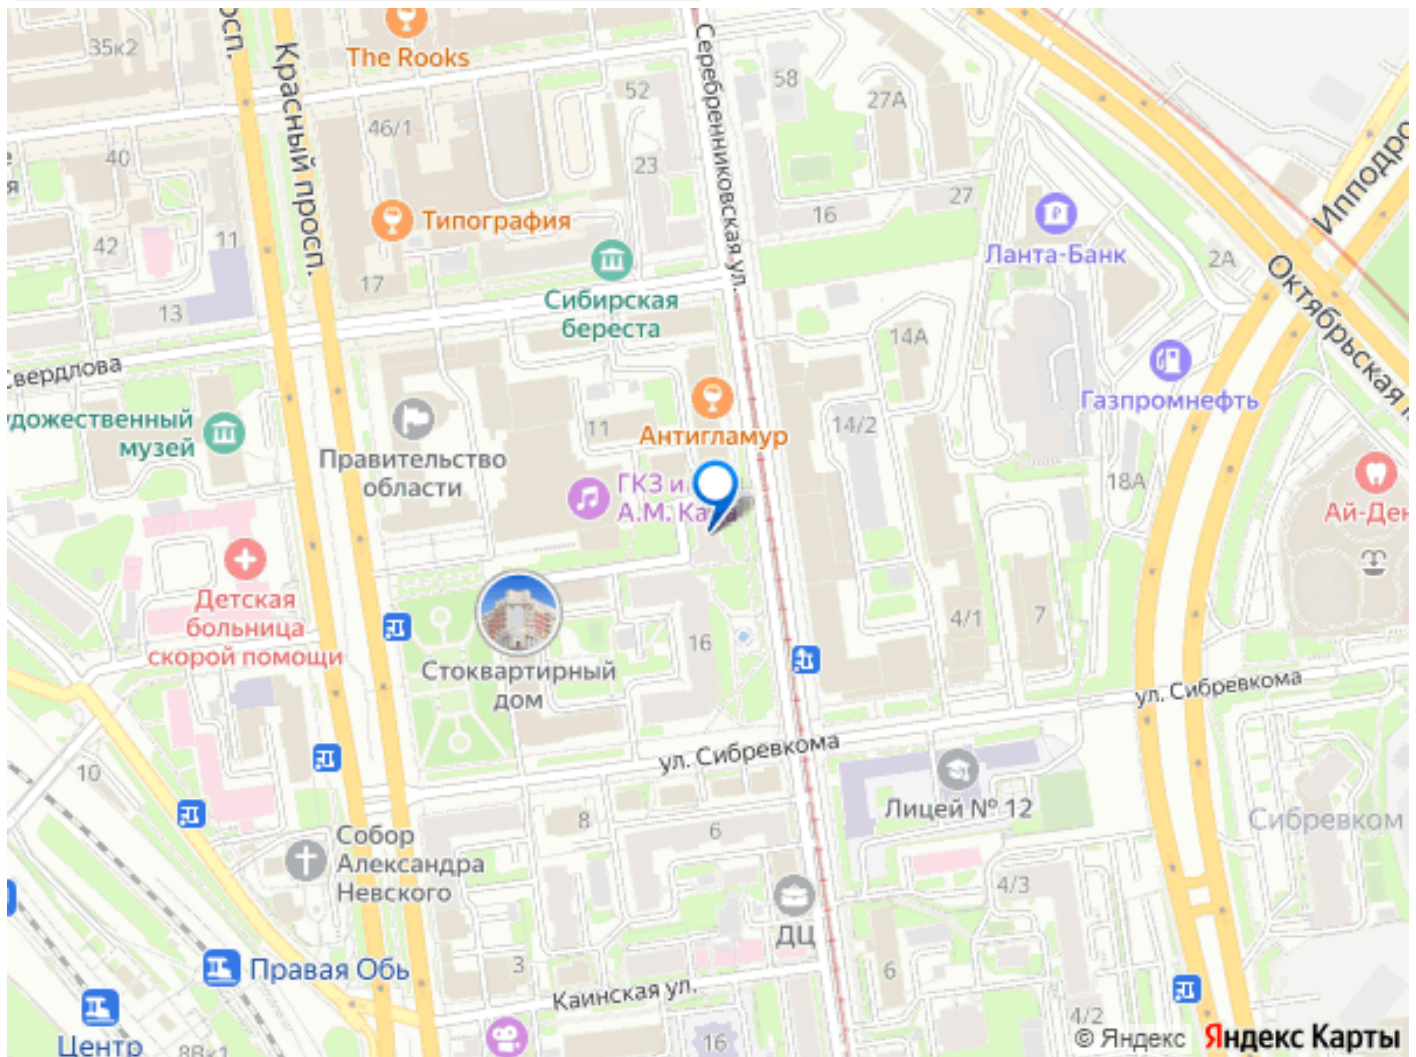 35к2
The Rooks
52
58
27А
Серебренниковская ул.
Красный просп.
осп.
46/1
40
23
27
16
Ипподро
Типография
Ланта-Банк
42
11
2А
17
Октябрьская
Сибирская
береста
13
14А
Свердлова
Газпромнефть
удожественный
музей
Антигламур
11
14/2
Правительство
области
18А
ГКЗ и
А.М. Ка
Ай-Ден
Детская
больница
скорой помощи
4/1
7
16
Стоквартирный
дом
ул. Сибревкома
ул. Сибревкома
10
Лицей № 12
8
6
Сибревком
Собор
Александра
Невского
4/3
ДЦ
Правая Обь
3
6
Каинская ул.
4/2
Центр
8Вк1
16
© Яндекс Яндекс Карты